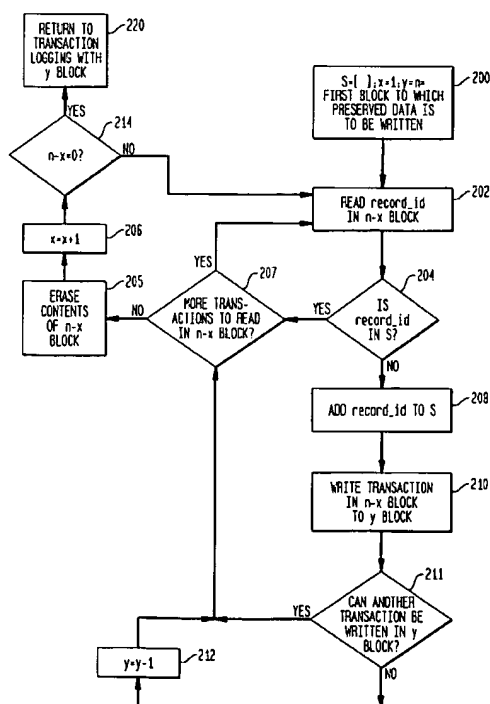 220
RETURN TO
TRANSACTION
LOGGING WITH
y BLOCK
200
S={ };x=1;y=n=
FIRST BLOCK TO WHICH
PRESERVED DATA IS
TO BE WRITTEN
YES
214
n-x=0?
NO
202
READ record_id
IN n-x BLOCK
206
x=x+1
YES
207
MORE TRANS-
ACTIONS TO READ
IN n-x BLOCK?
204
IS
record_id
IN S?
YES
NO
205
ERASE
CONTENTS
OF n-x
BLOCK
NO
208
ADD record_id TO S
210
WRITE TRANSACTION
IN n-x BLOCK
TO y BLOCK
211
CAN ANOTHER
TRANSACTION BE
WRITTEN IN y
BLOCK?
YES
212
y=y-1
NO